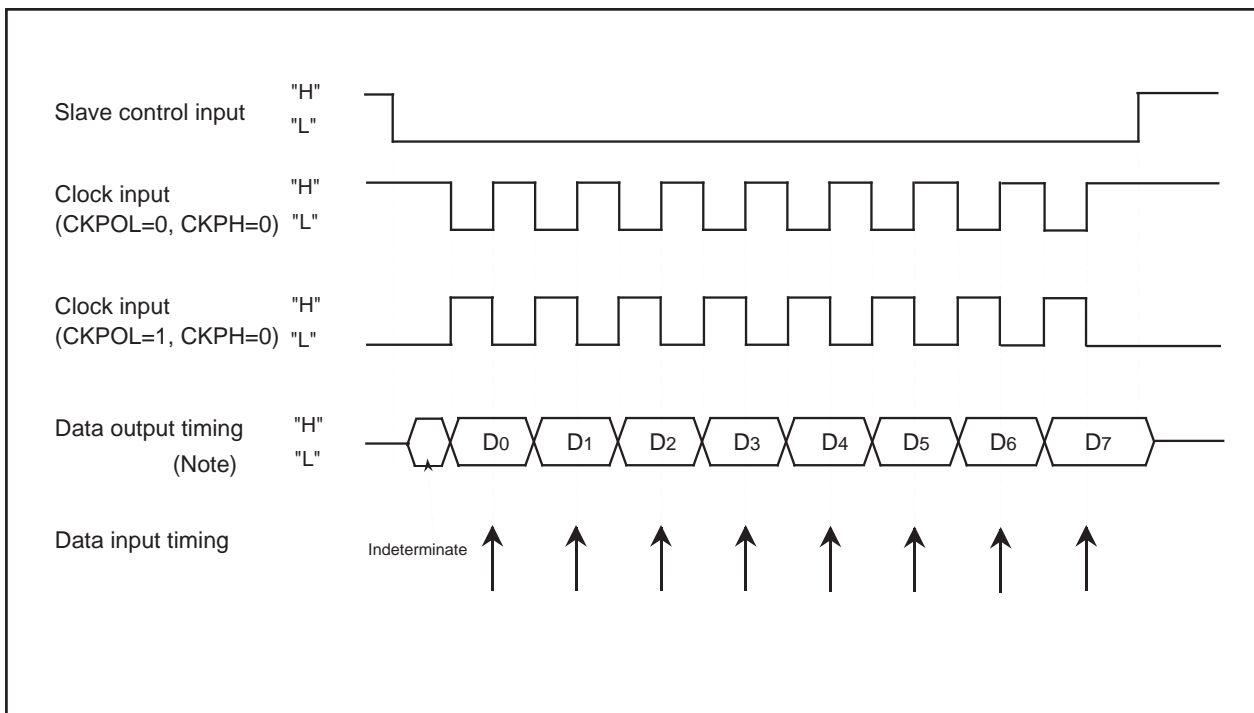 Slave control input "H"
"L"
Clock input "H"
(CKPOL=0, CKPH=0) "L"
Clock input "H"
(CKPOL=1, CKPH=0) "L"
Data output timing "H"
(Note) "L"
D0 D1 D2 D3 D4 D5 D6 D7
Data input timing
Indeterminate